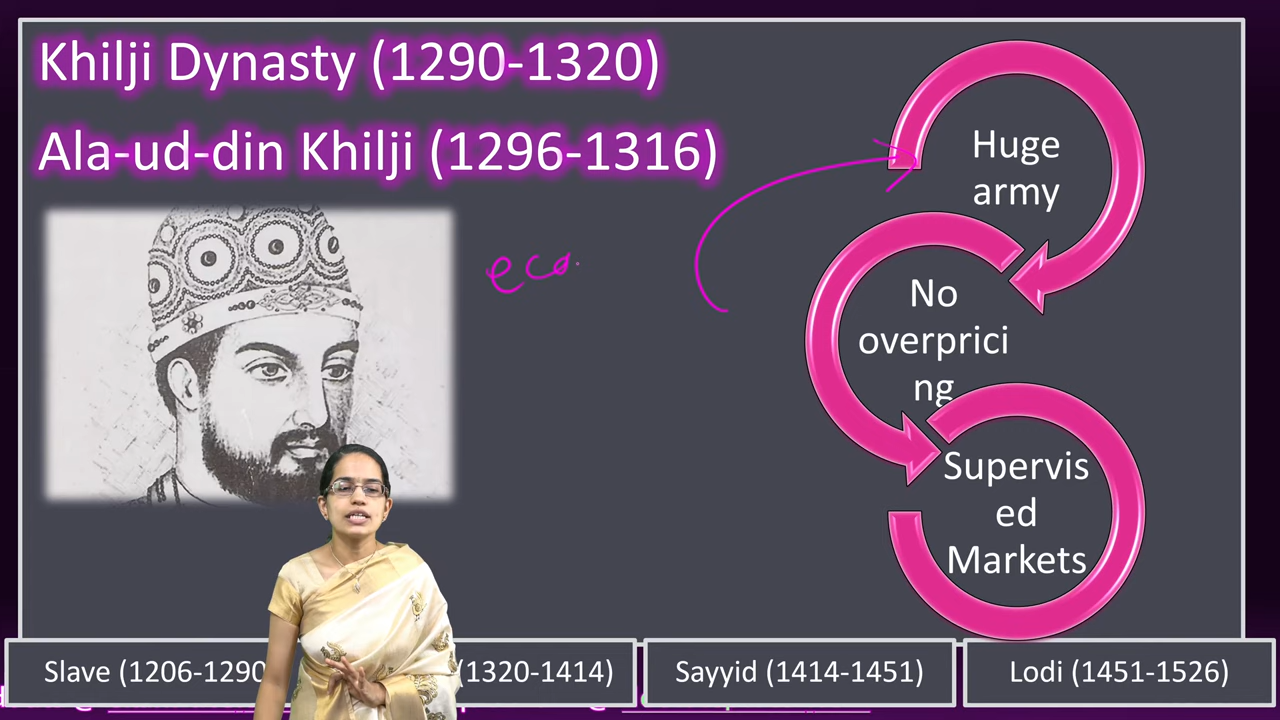 Khilji Dynasty (1290-1320)
Ala-ud-din Khilji (1296-1316)
eco.
Huge
army
No
overprici
ng
Supervis
ed
Markets
Slave (1206-1290
(1320-1414)
Sayyid (1414-1451)
Lodi (1451-1526)